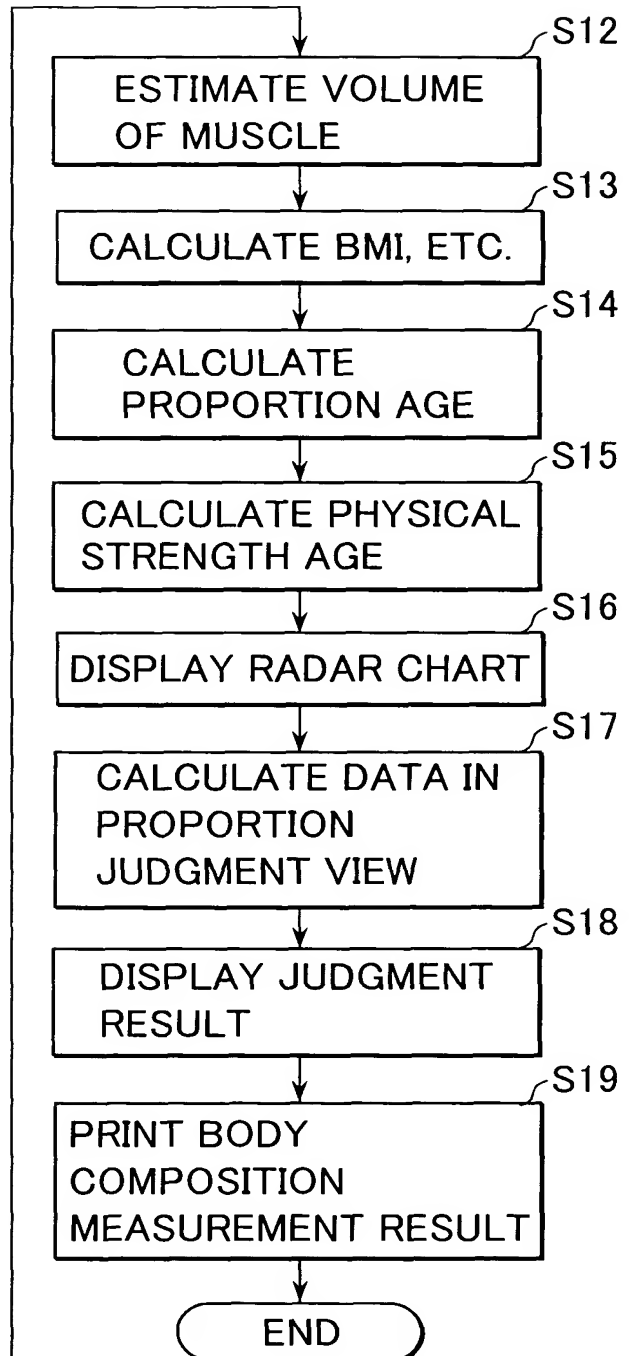 S12
ESTIMATE VOLUME
OF MUSCLE
S13
CALCULATE BMI, ETC.
S14
CALCULATE
PROPORTION AGE
S15
CALCULATE PHYSICAL
STRENGTH AGE
S16
DISPLAY RADAR CHART
S17
CALCULATE DATA IN
PROPORTION
JUDGMENT VIEW
S18
DISPLAY JUDGMENT
RESULT
S19
PRINT BODY
COMPOSITION
MEASUREMENT RESULT
END